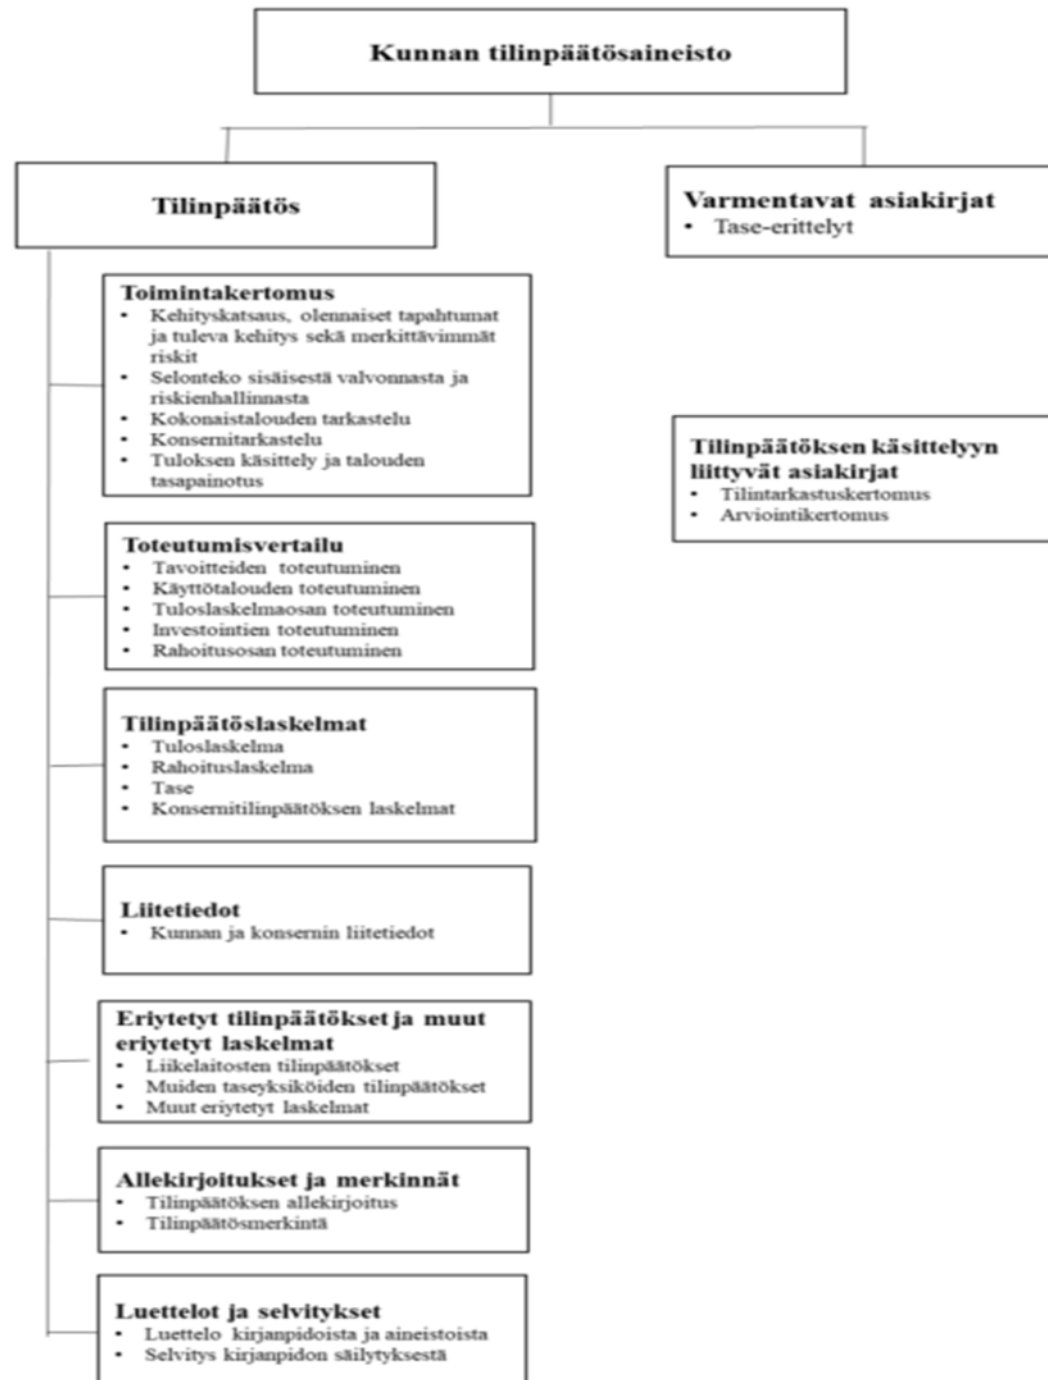 Kunnan tilinpäätösaineisto
Tilinpäätös
Varmentavat asiakirjat
• Tase-erittelyt
Toimintakertomus
• Kehityskatsaus, olennaiset tapahtumat
ja tuleva kehitys sekä merkittävimmät
riskit
• Selonteko sisäisestä valvonnasta ja
riskienhallinnasta
• Kokonaistalouden tarkastelu
• Konsernitarkastelu
• Tuloksen käsittely ja talouden
tasapainotus
Tilinpäätöksen käsittelyyn
liittyvät asiakirjat
• Tilintarkastuskertomus
• Arviointikertomus
Toteutumisvertailu
• Tavoitteiden toteutuminen
• Käyttötalouden toteutuminen
• Tuloslaskelmaosan toteutuminen
• Investointien toteutuminen
• Rahoitusosan toteutuminen
Tilinpäätöslaskelmat
• Tuloslaskelma
• Rahoituslaskelma
• Tase
• Konsernitilinpäätöksen laskelmat
Liitetiedot
• Kunnan ja konsernin liitetiedot
Eriytetyt tilinpäätökset ja muut
eriytetyt laskelmat
• Liikelaitosten tilinpäätökset
• Muiden taseyksiköiden tilinpäätökset
• Muut eriytetyt laskelmat
Allekirjoitukset ja merkinnät
• Tilinpäätöksen allekirjoitus
• Tilinpäätösmerkintä
Luettelot ja selvitykset
• Luettelo kirjanpidoista ja aineistoista
• Selvitys kirjanpidon säilytyksestä